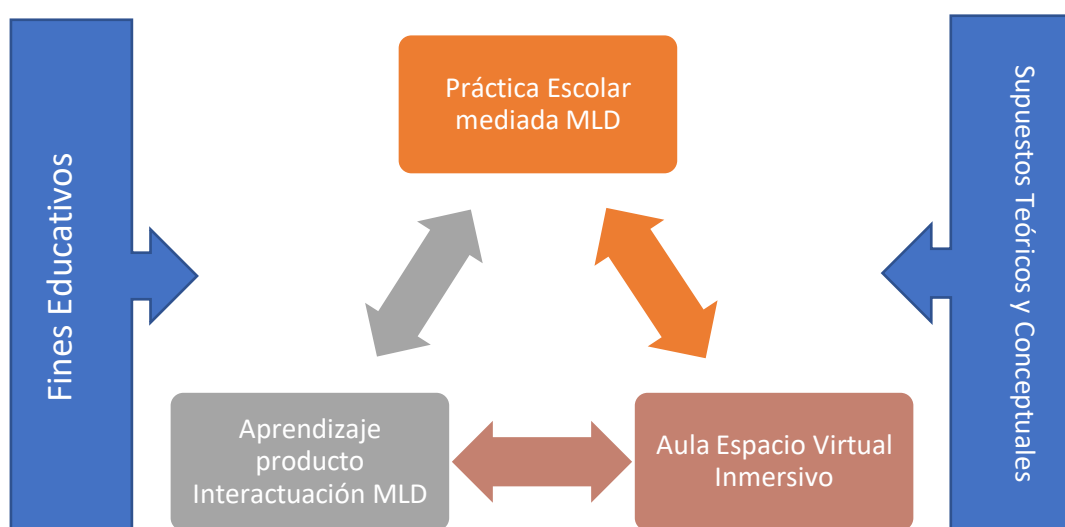 Fines Educativos
Práctica Escolar
mediada MLD
Aprendizaje
producto
Interactuación MLD
Aula Espacio Virtual
Inmersivo
Supuestos Teóricos y Conceptuales